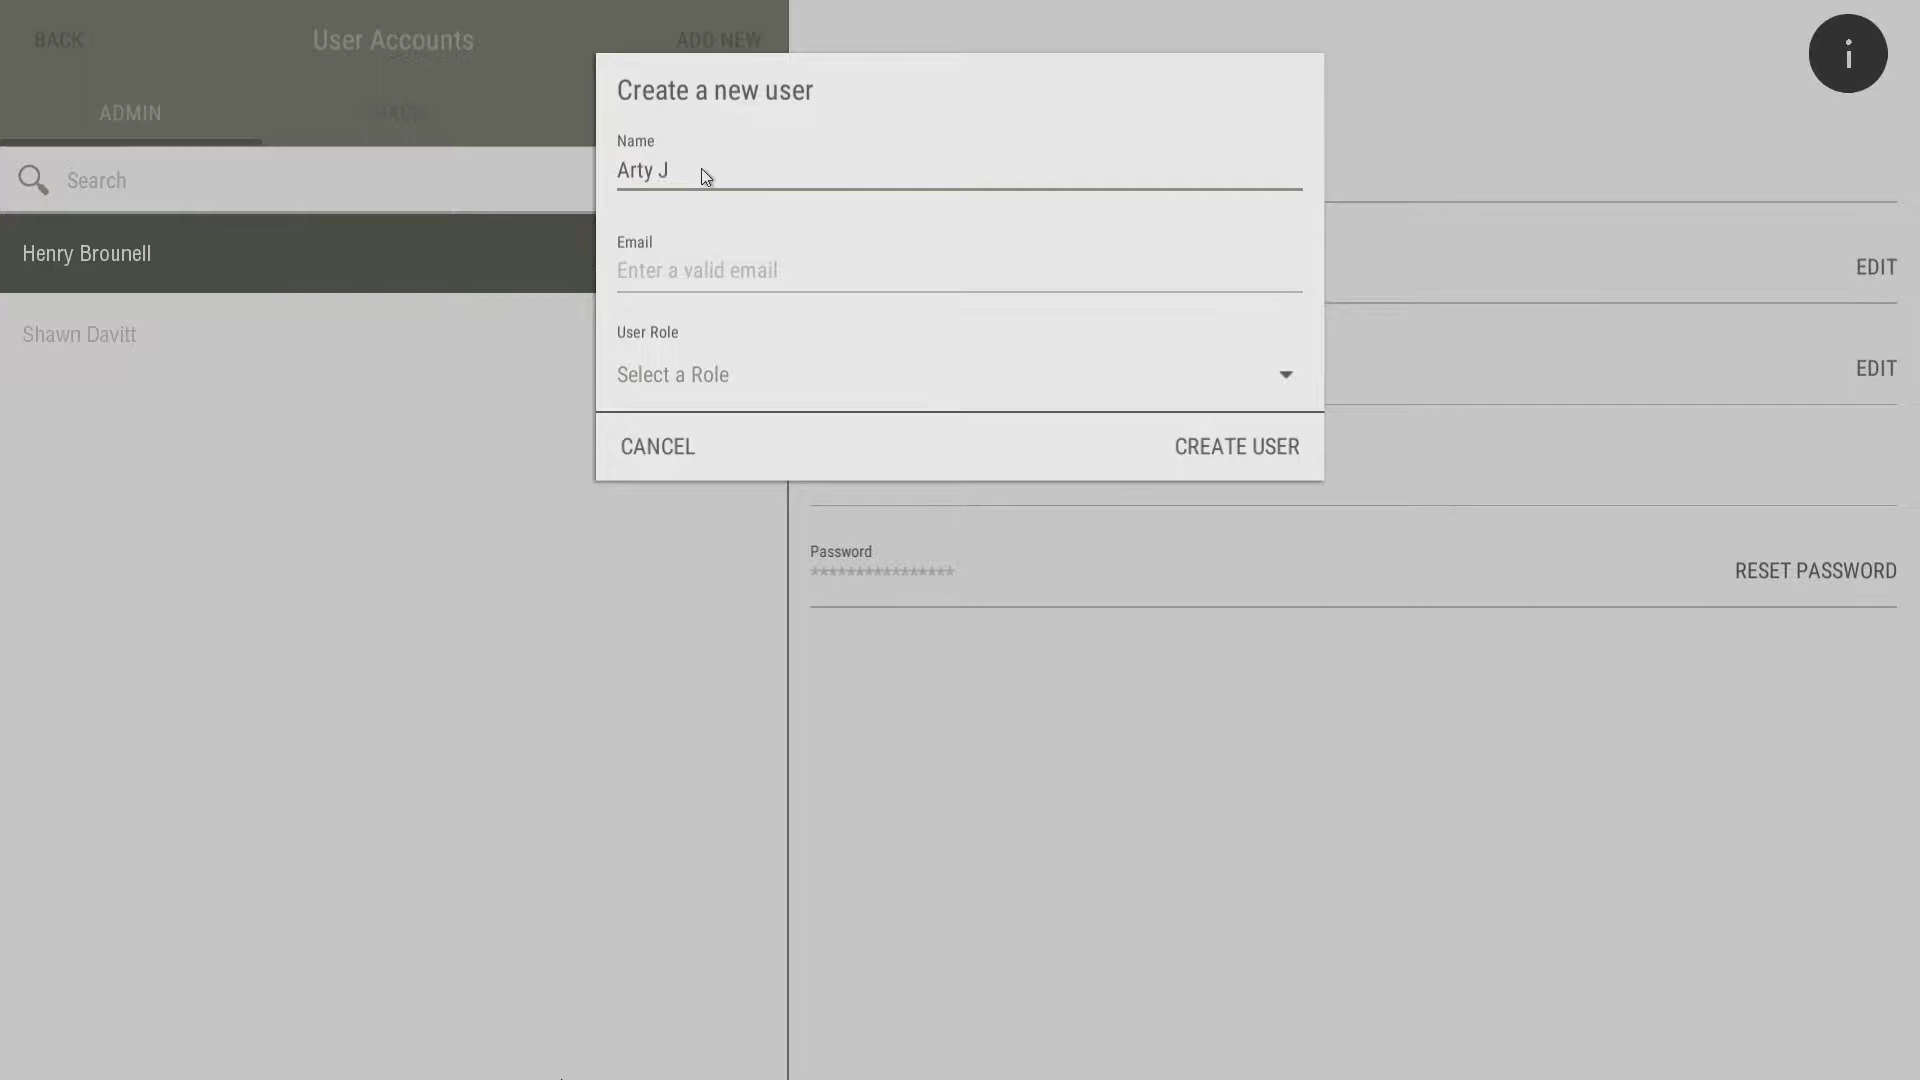 BACK
User Accounts
ADD NEW
ADMIN
Search
Henry Brounell
Shawn Davitt
Create a new user
Name
Arty J
Email
Enter a valid email
User Role
Select a Role
CANCEL
CREATE USER
i
EDIT
EDIT
Password
****************
RESET PASSWORD